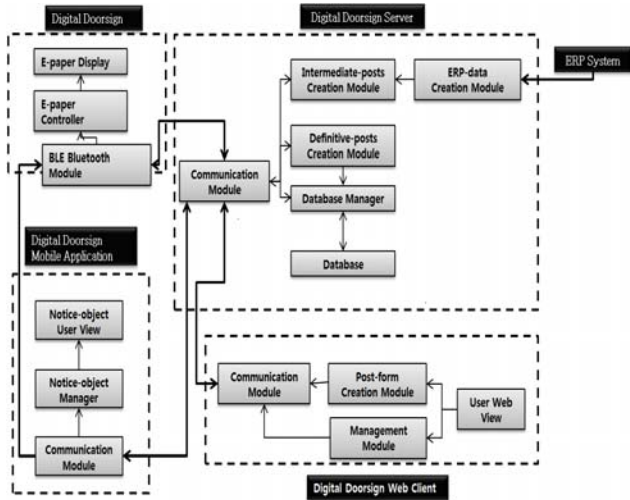 Digital Doorsign
E-paper Display
E-paper
Controller
BLE Bluetooth
Module
Digital Doorsign Server
Intermediate-posts
Creation Module
ERP-data
Creation Module
ERP System
Definitive-posts
Creation Module
Communication
Module
Database Manager
Database
Digital Doorsign
Mobile Application
Notice-object
User View
Notice-object
Manager
Communication
Module
Communication
Module
Post-form
Creation Module
User Web
View
Management
Module
Digital Doorsign Web Client